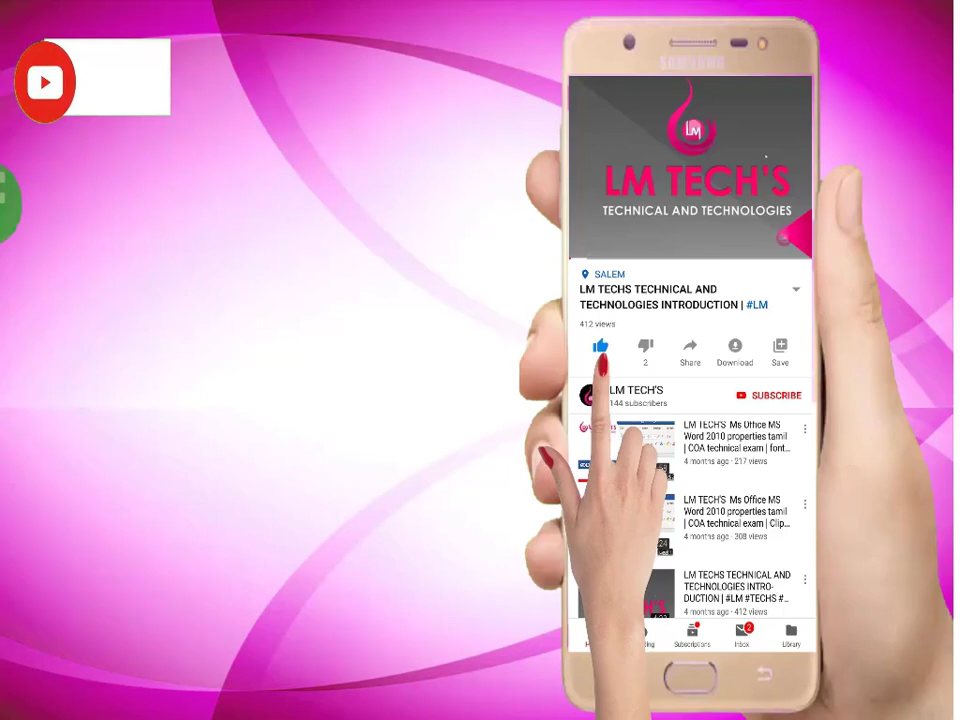 SAMSUNG
LM
LM TECH'S
TECHNICAL AND TECHNOLOGIES
SALEM
LM TECHS TECHNICAL AND
TECHNOLOGIES INTRODUCTION | #LM
412 views
2 Share Download Save
LM TECH'S
144 subscribers
SUBSCRIBE
LM TECH'S Ms Office MS
Word 2010 properties tamil
| COA technical exam | font...
4 months ago · 217 views
LM TECH'S Ms Office MS
Word 2010 properties tamil
| COA technical exam | Clip...
4 months ago · 308 views
LM TECHS TECHNICAL AND
TECHNOLOGIES INTRO-
DUCTION | #LM #TECHS #...
4 months ago · 412 views
2
Subscriptions Inbox Library